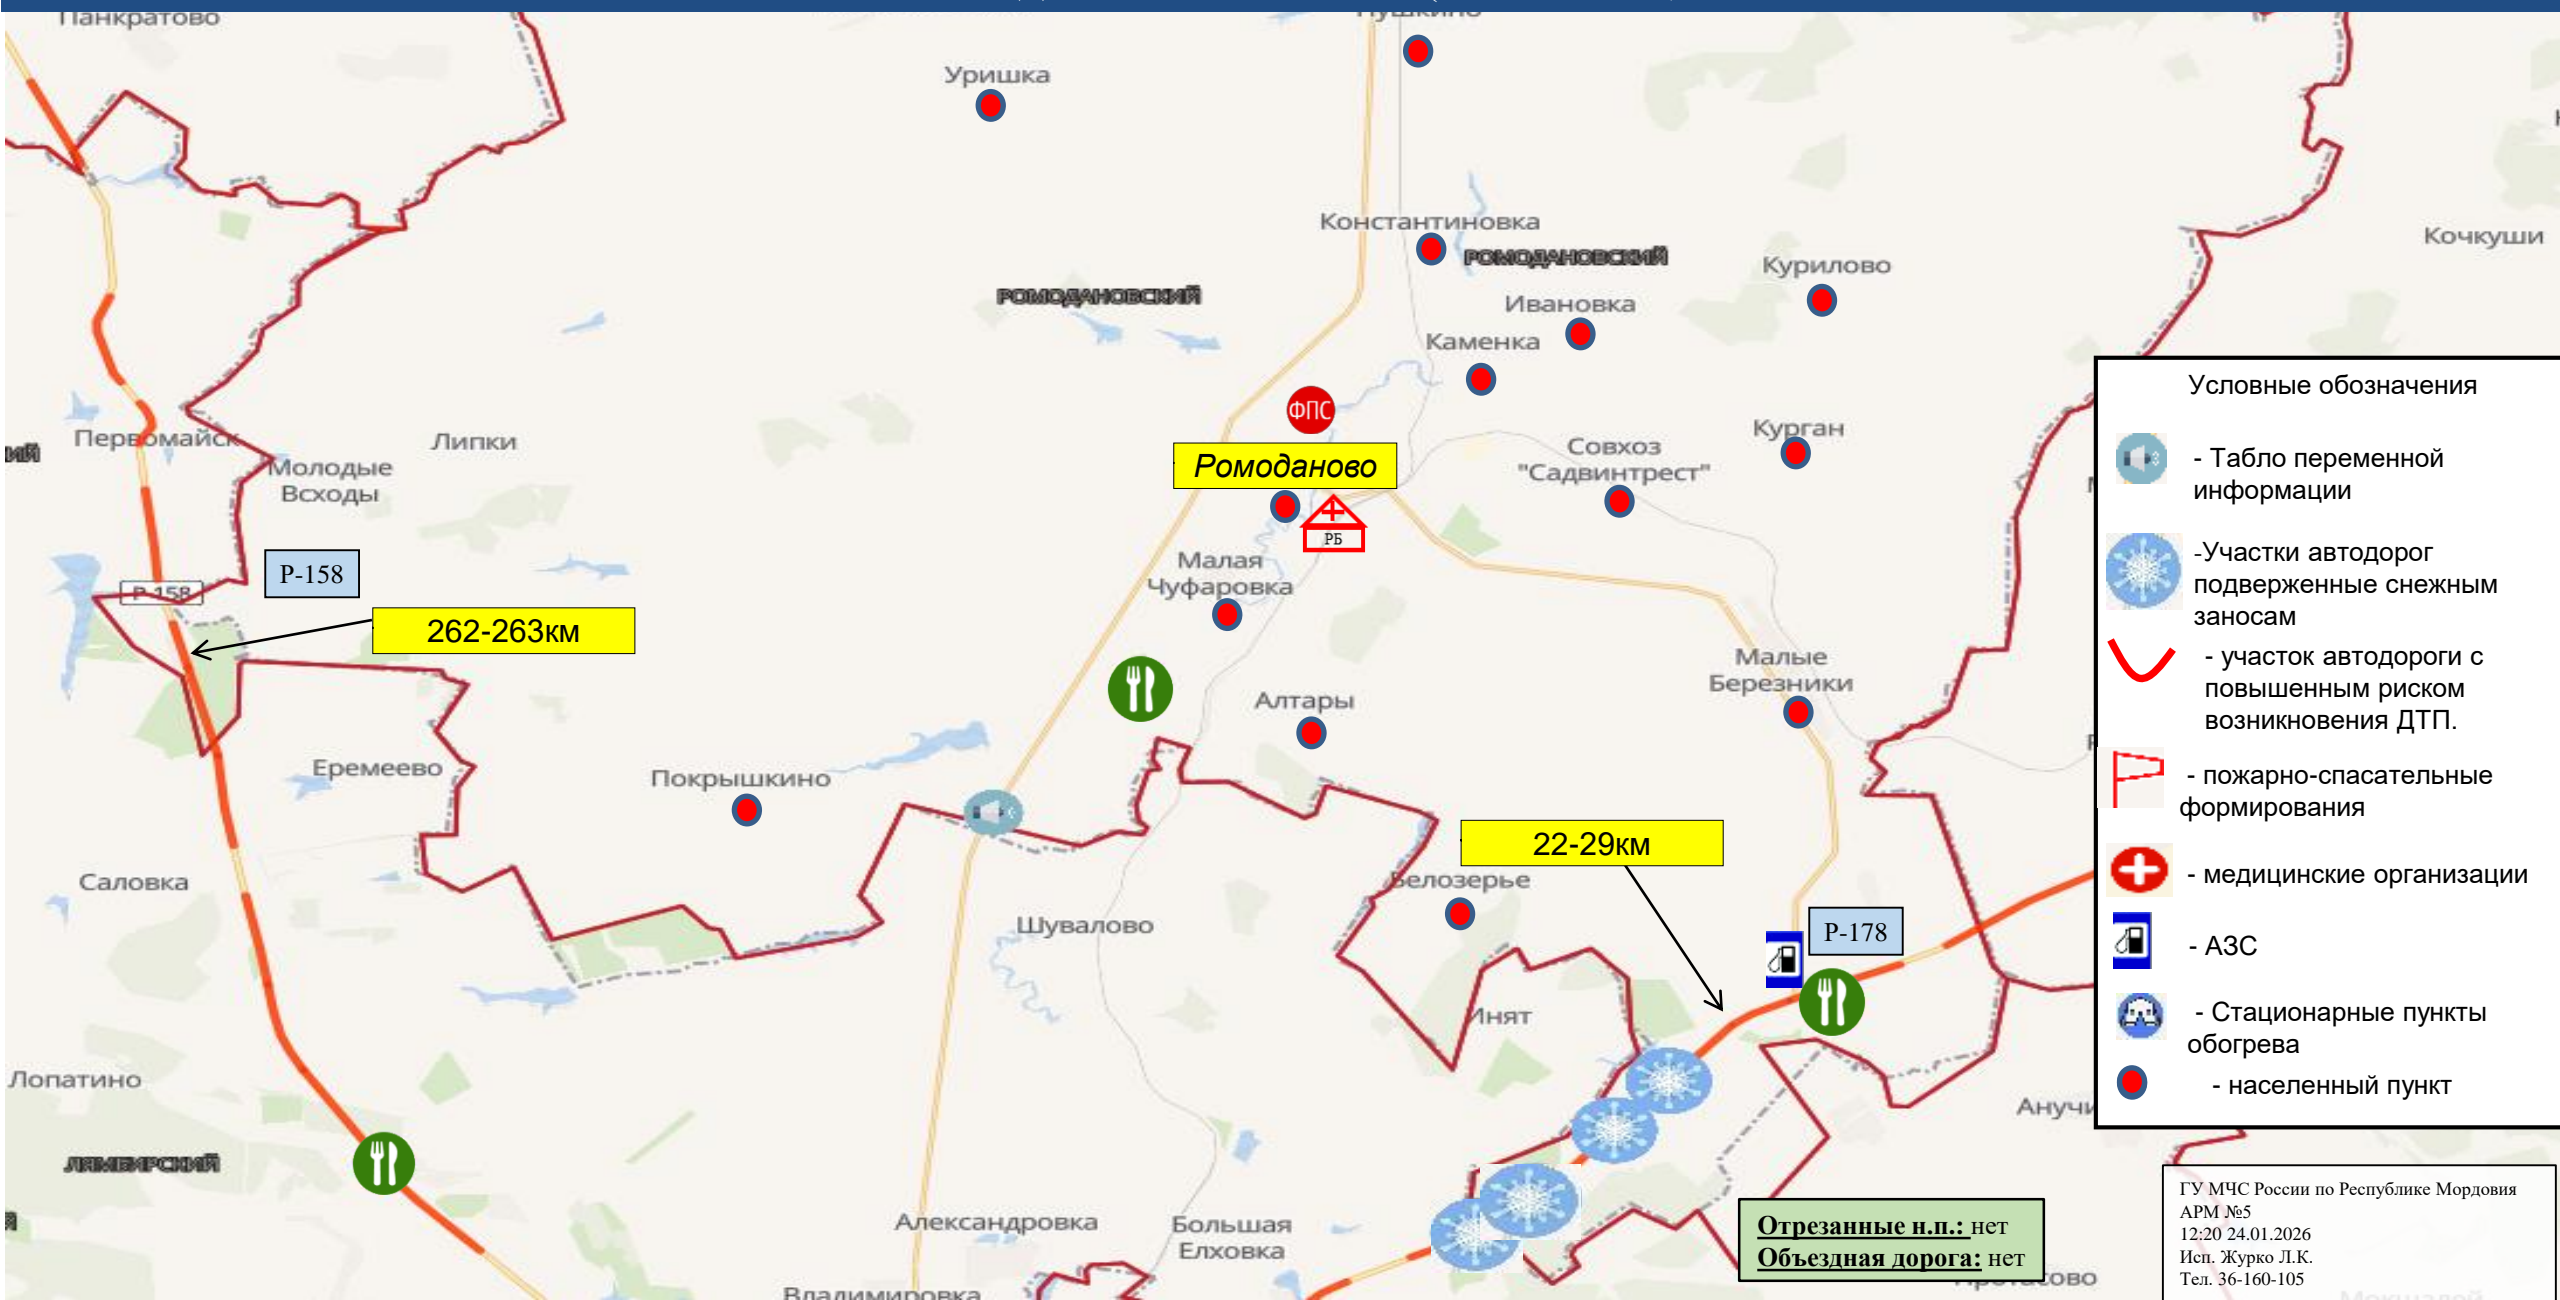 Панкратово
Уришка
Константиновка
РОМОДАНОВСКИЙ
Курилово
Кочкуши
РОМОДАНОВСКИЙ
Ивановка
Каменка
ФПС
Первомайск
Липки
Молодые
Всходы
Ромоданово
РБ
Совхоз
"Садвинтрест"
Курган
Р-158
Р-158
262-263км
Малая
Чуфаровка
Малые
Березники
Алтары
Еремеево
Покрышкино
22-29км
Белозерье
Саловка
Шувалово
Р-178
Инят
Лопатино
ЛЯМБИРСКИЙ
Александровка
Большая
Елховка
Владимировка
Условные обозначения
- Табло переменной
информации
-Участки автодорог
подверженные снежным
заносам
- участок автодороги с
повышенным риском
возникновения ДТП.
- пожарно-спасательные
формирования
- медицинские организации
- АЗС
- Стационарные пункты
обогрева
- населенный пункт
Отрезанные н.п.: нет
Объездная дорога: нет
ГУ МЧС России по Республике Мордовия
АРМ №5
12:20 24.01.2026
Исп. Журко Л.К.
Тел. 36-160-105